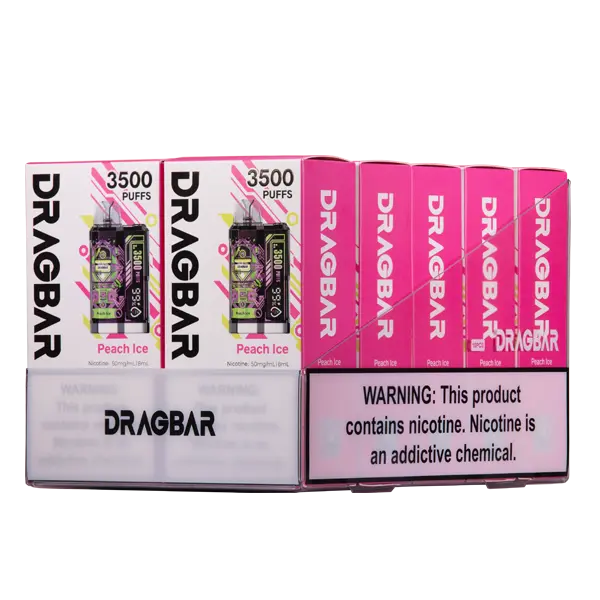 DRAGBAR
3500
PUFFS
Peach Ice
Nicotine: 50mg/mL|8mL
DRAGBAR
3500
PUFFS
Peach Ice
Nicotine: 50mg/mL|8mL
DRAGBAR
Peach Ice
DRAGBAR
Peach Ice
DRAGBAR
Peach Ice
DRAGBAR
DRAGBAR
DRAGBAR
DRAGBAR
WARNING: This product
contains nicotine. Nicotine is
an addictive chemical.